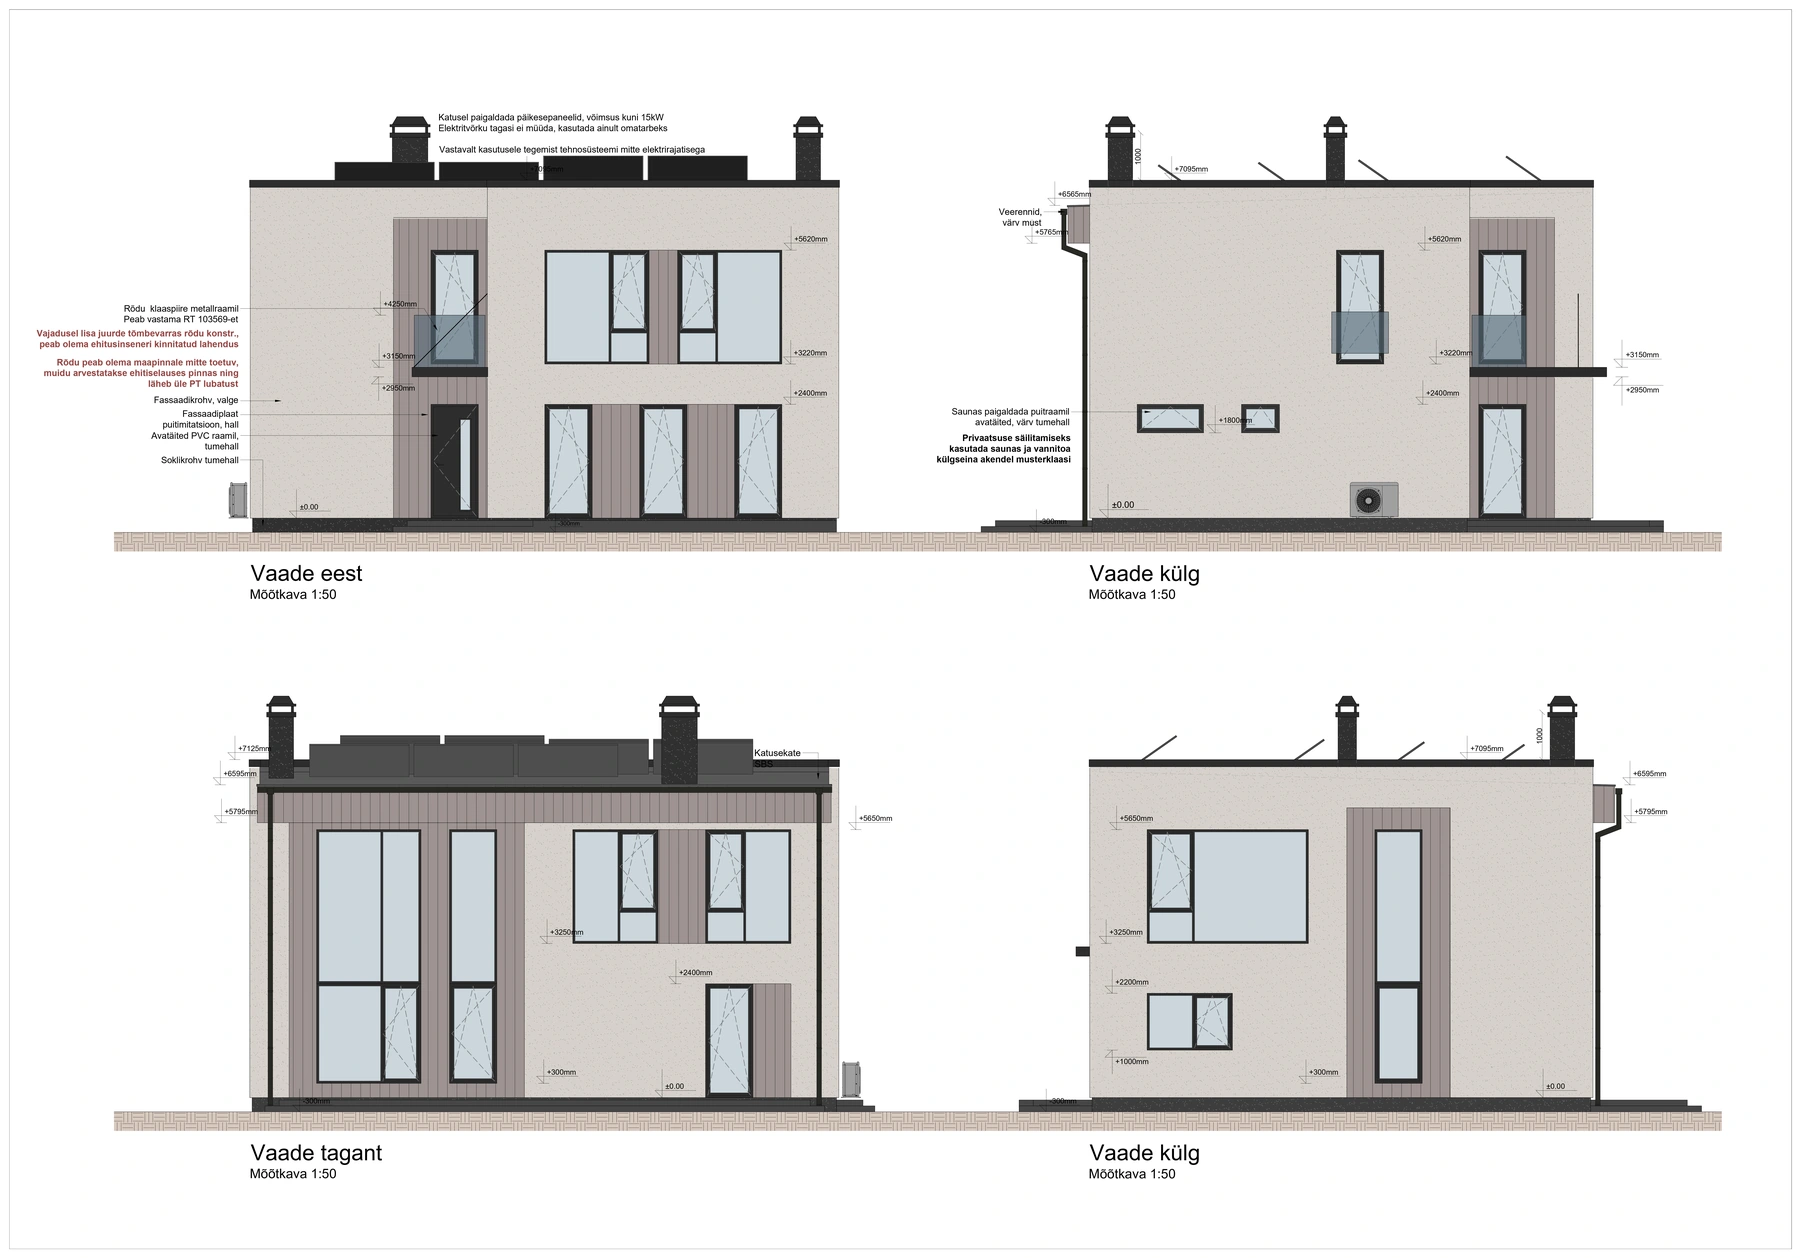 Katusel paigaldada päikesepaneelid, võimsus kuni 15kW
Elektritvõrku tagasi ei müüda, kasutada ainult omatarbeks
Vastavalt kasutusele tegemist tehnosüsteemi mitte elektrirajatisega
+7095mm
+5620mm
Rõdu klaaspiire metallraamil
Peab vastama RT 103569-et
+4250mm
Vajadusel lisa juurde tõmbevarras rõdu konstr.,
peab olema ehitusinseneri kinnitatud lahendus
Rõdu peab olema maapinnale mitte toetuv,
muidu arvestatakse ehitiselauses pinnas ning
läheb üle PT lubatust
+3150mm
+3220mm
+2950mm
+2400mm
Fassaadikrohv, valge
Fassaadiplaat
puitimitatsioon, hall
Avatäited PVC raamil,
tumehall
Soklikrohv tumehall
±0.00
-300mm
Vaade eest
Mõõtkava 1:50
1000
+7095mm
+6565mm
Veerennid,
värv must
+5765mm
+5620mm
+3220mm
+3150mm
+2950mm
+2400mm
Saunas paigaldada puitraamil
avatäited, värv tumehall
+1800mm
Privaatsuse säilitamiseks
kasutada saunas ja vannitoa
külgseina akendel musterklaasi
±0.00
-300mm
Vaade külg
Mõõtkava 1:50
+7125mm
Katusekate
SBS
+6595mm
+5795mm
+5650mm
+3250mm
+2400mm
+300mm
±0.00
-300mm
Vaade tagant
Mõõtkava 1:50
1000
+7095mm
+6595mm
+5795mm
+5650mm
+3250mm
+2200mm
+1000mm
+300mm
±0.00
-300mm
Vaade külg
Mõõtkava 1:50